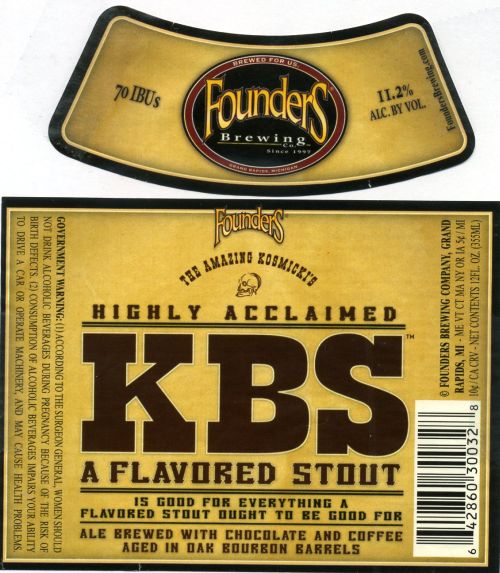 BREWED FOR US.
FOUNDERS
Brewing
Co.™
Since 1997
GRAND RAPIDS, MICHIGAN
70 IBUs
11.2%
ALC. BY VOL.
FoundersBrewing.com
FOUNDERS
THE AMAZING KOSMICKI'S
HIGHLY ACCLAIMED
KBS™
A FLAVORED STOUT
IS GOOD FOR EVERYTHING A
FLAVORED STOUT OUGHT TO BE GOOD FOR
ALE BREWED WITH CHOCOLATE AND COFFEE
AGED IN OAK BOURBON BARRELS
GOVERNMENT WARNING: (1) ACCORDING TO THE SURGEON GENERAL, WOMEN SHOULD
NOT DRINK ALCOHOLIC BEVERAGES DURING PREGNANCY BECAUSE OF THE RISK OF
BIRTH DEFECTS. (2) CONSUMPTION OF ALCOHOLIC BEVERAGES IMPAIRS YOUR ABILITY
TO DRIVE A CAR OR OPERATE MACHINERY, AND MAY CAUSE HEALTH PROBLEMS.
© FOUNDERS BREWING COMPANY, GRAND
RAPIDS, MI - ME VT CT MA NY OR IA 5¢ / MI
10¢ / CA CRV - NET CONTENTS 12FL. OZ. (355ML)
6 42860 30032 8